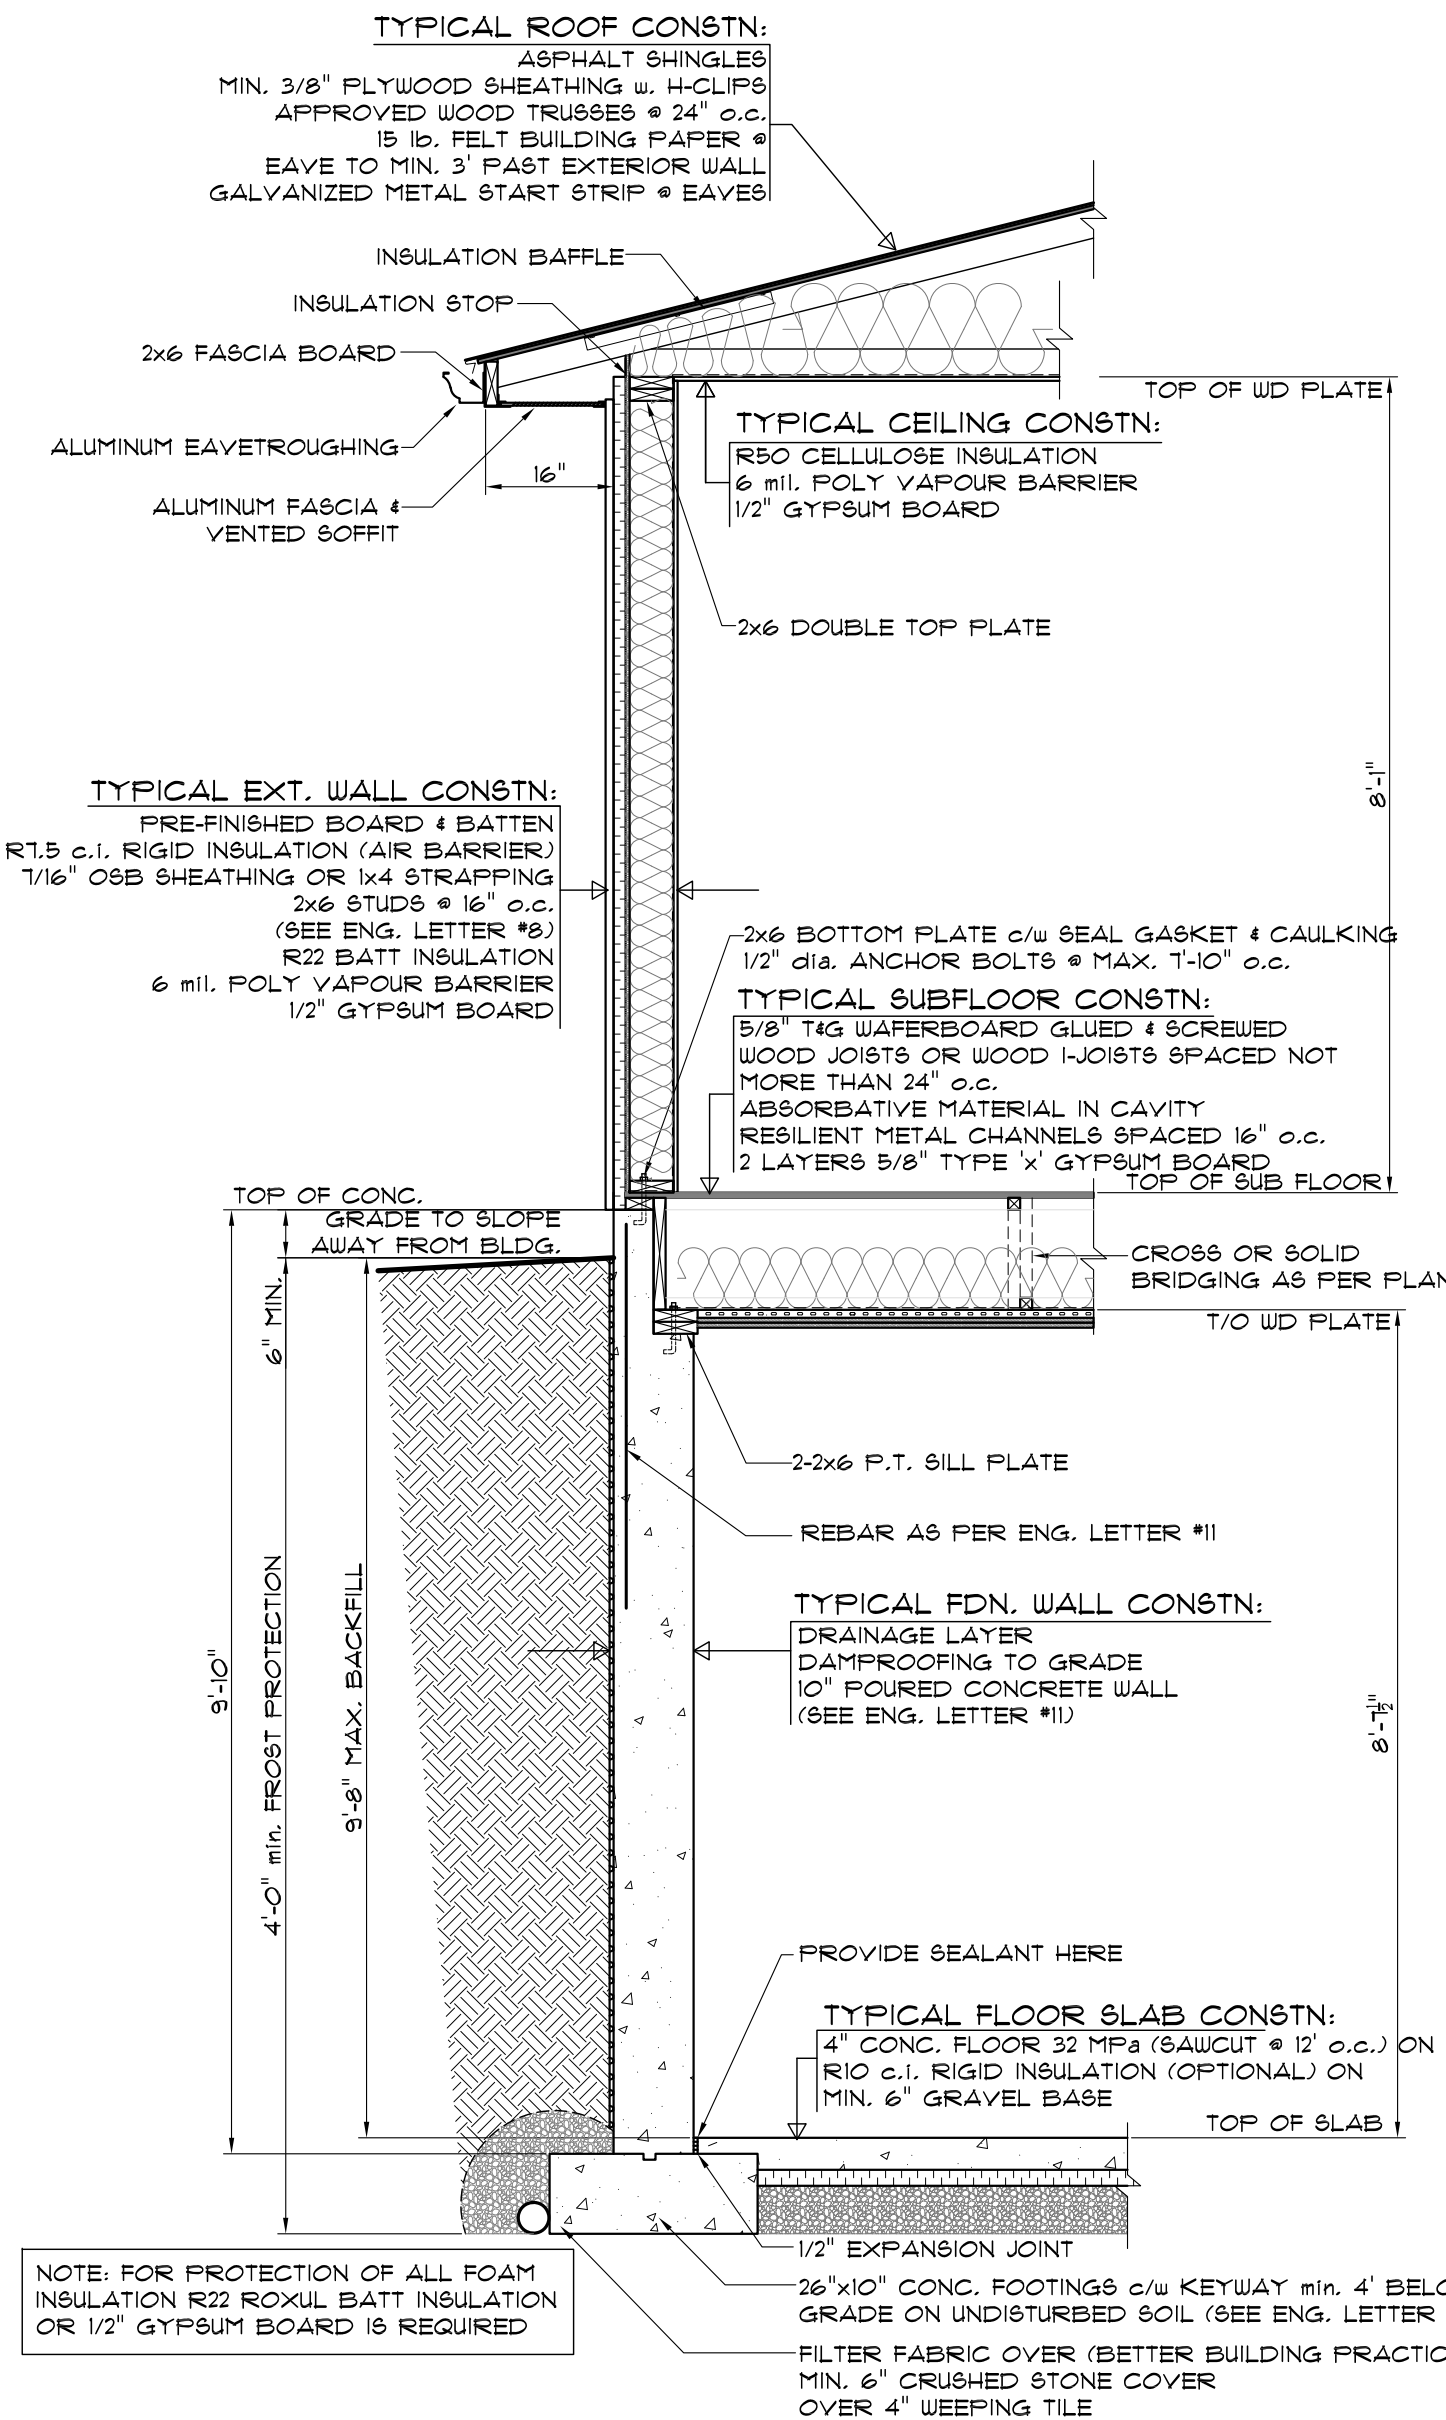 TYPICAL ROOF CONSTN:
ASPHALT SHINGLES
MIN. 3/8" PLYWOOD SHEATHING w. H-CLIPS
APPROVED WOOD TRUSSES @ 24" o.c.
15 lb. FELT BUILDING PAPER @
EAVE TO MIN. 3' PAST EXTERIOR WALL
GALVANIZED METAL START STRIP @ EAVES
INSULATION BAFFLE
INSULATION STOP
2x6 FASCIA BOARD
ALUMINUM EAVETROUGHING
16"
ALUMINUM FASCIA &
VENTED SOFFIT
TOP OF WD PLATE
TYPICAL CEILING CONSTN:
R50 CELLULOSE INSULATION
6 mil. POLY VAPOUR BARRIER
1/2" GYPSUM BOARD
2x6 DOUBLE TOP PLATE
8'-1"
TYPICAL EXT. WALL CONSTN:
PRE-FINISHED BOARD & BATTEN
R7.5 c.i. RIGID INSULATION (AIR BARRIER)
7/16" OSB SHEATHING OR 1x4 STRAPPING
2x6 STUDS @ 16" o.c.
(SEE ENG. LETTER #8)
R22 BATT INSULATION
6 mil. POLY VAPOUR BARRIER
1/2" GYPSUM BOARD
2x6 BOTTOM PLATE c/w SEAL GASKET & CAULKING
1/2" dia. ANCHOR BOLTS @ MAX. 7'-10" o.c.
TYPICAL SUBFLOOR CONSTN:
5/8" T&G WAFERBOARD GLUED & SCREWED
WOOD JOISTS OR WOOD I-JOISTS SPACED NOT
MORE THAN 24" o.c.
ABSORBATIVE MATERIAL IN CAVITY
RESILIENT METAL CHANNELS SPACED 16" o.c.
2 LAYERS 5/8" TYPE 'x' GYPSUM BOARD
TOP OF SUB FLOOR
TOP OF CONC.
GRADE TO SLOPE
AWAY FROM BLDG.
6" MIN.
CROSS OR SOLID
BRIDGING AS PER PLAN
T/O WD PLATE
2-2x6 P.T. SILL PLATE
REBAR AS PER ENG. LETTER #11
9'-10"
4'-0" min. FROST PROTECTION
9'-8" MAX. BACKFILL
TYPICAL FDN. WALL CONSTN:
DRAINAGE LAYER
DAMPROOFING TO GRADE
10" POURED CONCRETE WALL
(SEE ENG. LETTER #11)
8'-7 1/2"
PROVIDE SEALANT HERE
TYPICAL FLOOR SLAB CONSTN:
4" CONC. FLOOR 32 MPa (SAWCUT @ 12' o.c.) ON
R10 c.i. RIGID INSULATION (OPTIONAL) ON
MIN. 6" GRAVEL BASE
TOP OF SLAB
1/2" EXPANSION JOINT
26"x10" CONC. FOOTINGS c/w KEYWAY min. 4' BELO
GRADE ON UNDISTURBED SOIL (SEE ENG. LETTER
FILTER FABRIC OVER (BETTER BUILDING PRACTIC
MIN. 6" CRUSHED STONE COVER
OVER 4" WEEPING TILE
NOTE: FOR PROTECTION OF ALL FOAM
INSULATION R22 ROXUL BATT INSULATION
OR 1/2" GYPSUM BOARD IS REQUIRED